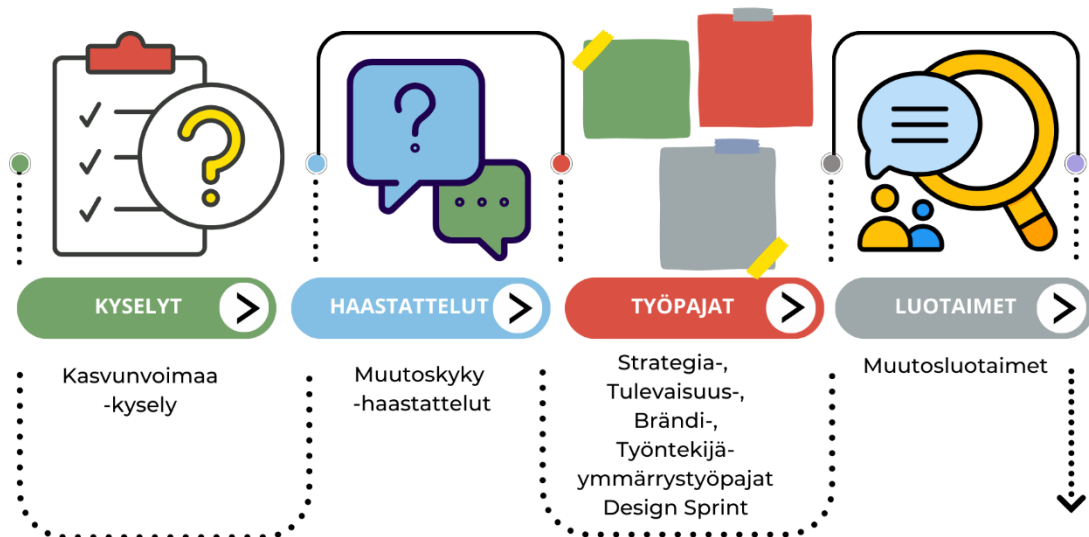 KYSELYT
Kasvunvoimaa
-kysely
HAASTATTELUT
Muutoskyky
-haastattelut
TYÖPAJAT
Strategia-,
Tulevaisuus-,
Brändi-,
Työntekijä-
ymmärrystyöpajat
Design Sprint
LUOTAIMET
Muutosluotaimet